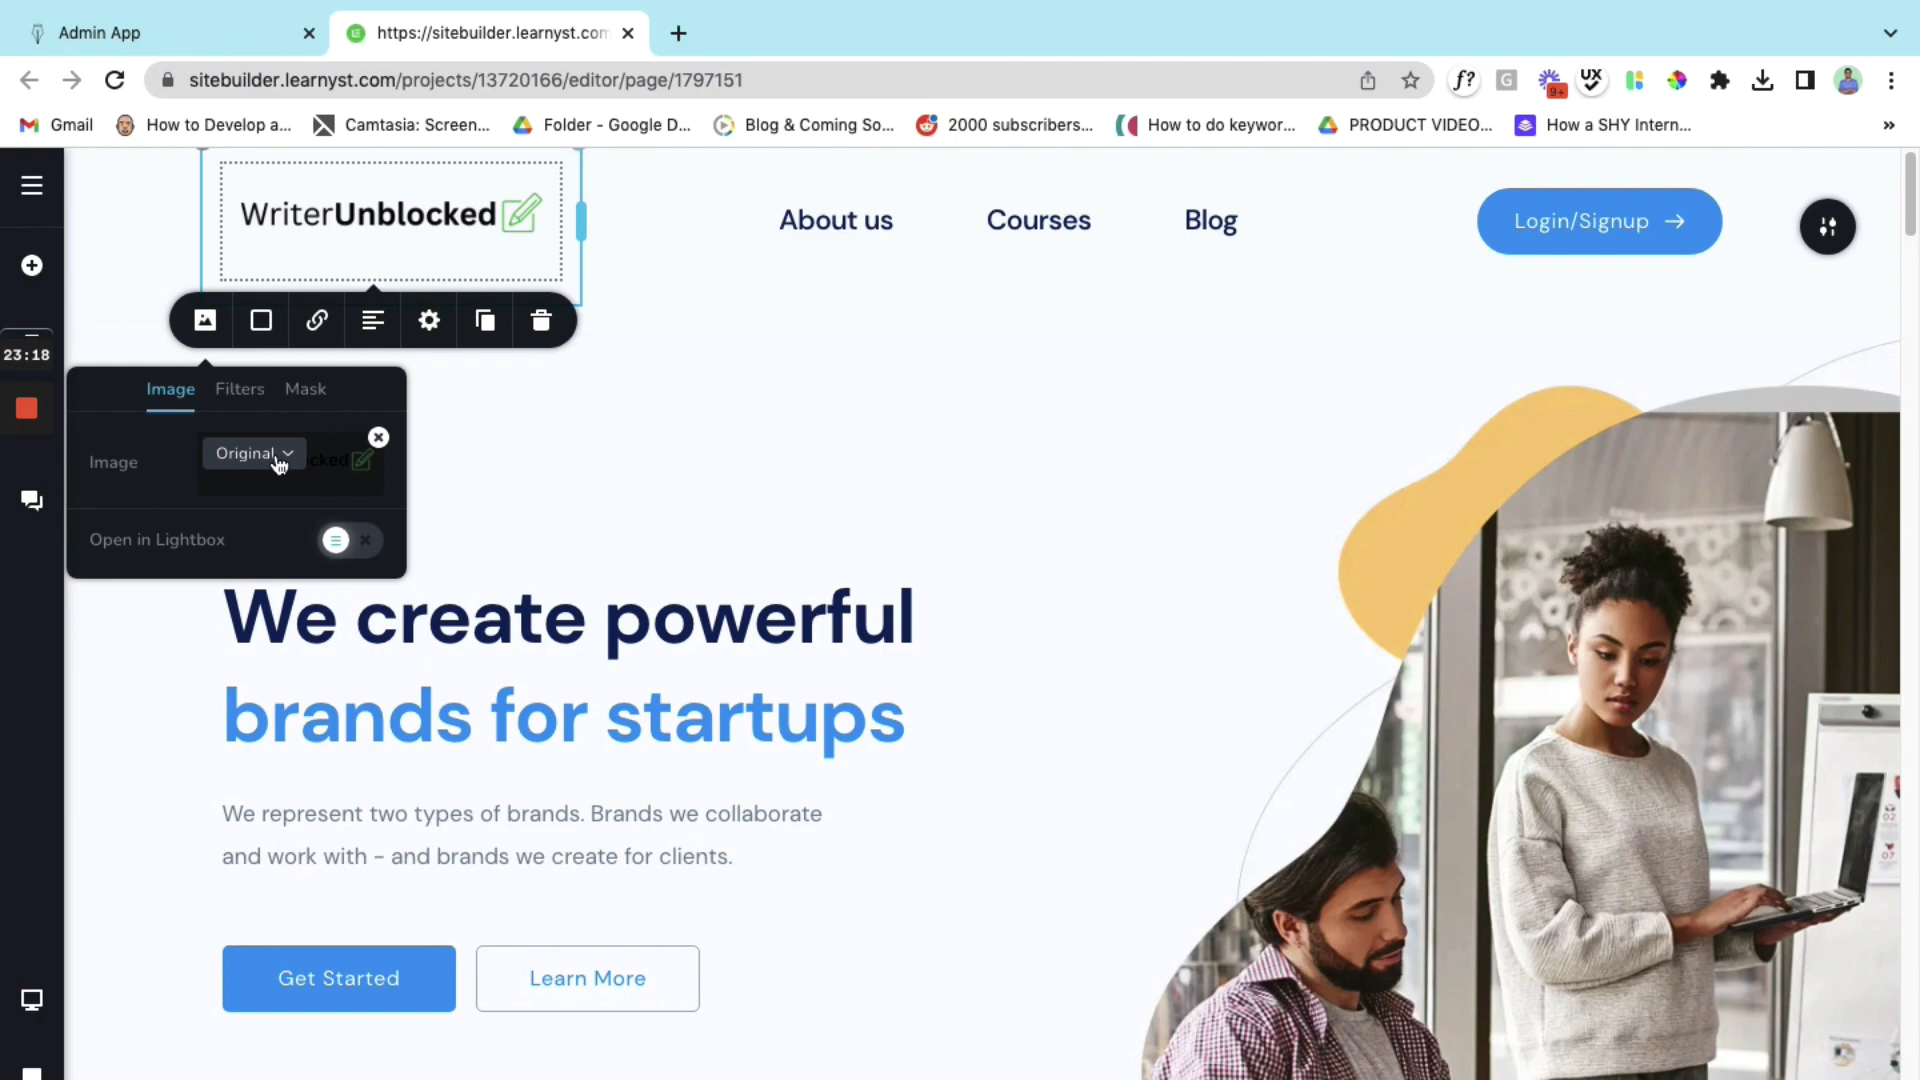 Admin App
https://sitebuilder.learnyst.com
sitebuilder.learnyst.com/projects/13720166/editor/page/1797151
f?
G
9+
UX
Gmail
How to Develop a...
Camtasia: Screen...
Folder - Google D...
Blog & Coming So...
2000 subscribers...
How to do keywor...
PRODUCT VIDEO...
How a SHY Intern...
»
WriterUnblocked
About us
Courses
Blog
Login/Signup →
23:18
Image
Filters
Mask
Image
Original
cked
Open in Lightbox
We create powerful
brands for startups
We represent two types of brands. Brands we collaborate
and work with - and brands we create for clients.
Get Started
Learn More